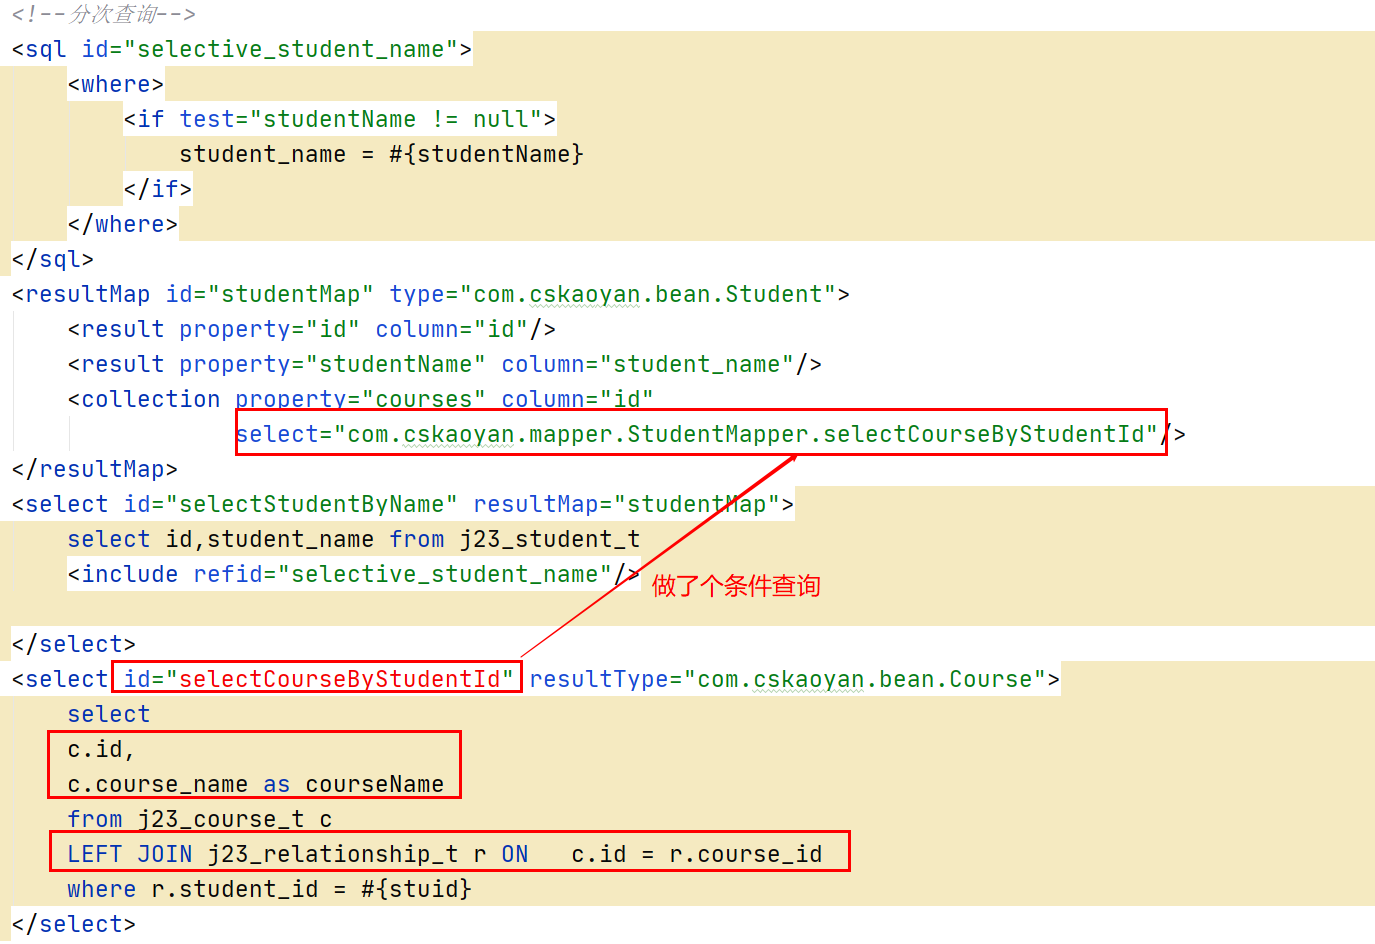 <!--分次查询-->
<sql id="selective_student_name">
<where>
<if test="studentName != null">
student_name = #{studentName}
</if>
</where>
</sql>
<resultMap id="studentMap" type="com.cskaoyan.bean.Student">
<result property="id" column="id"/>
<result property="studentName" column="student_name"/>
<collection property="courses" column="id"
select="com.cskaoyan.mapper.StudentMapper.selectCourseByStudentId"/>
</resultMap>
<select id="selectStudentByName" resultMap="studentMap">
select id,student_name from j23_student_t
<include refid="selective_student_name"/>
做了个条件查询
</select>
<select id="selectCourseByStudentId" resultType="com.cskaoyan.bean.Course">
select
c.id,
c.course_name as courseName
from j23_course_t c
LEFT JOIN j23_relationship_t r ON c.id = r.course_id
where r.student_id = #{stuid}
</select>